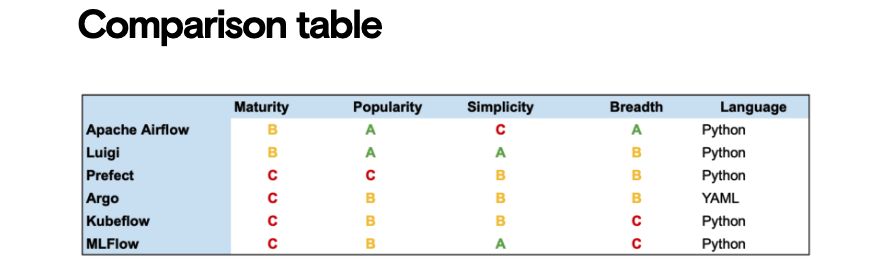 Comparison table
Maturity Popularity Simplicity Breadth Language
Apache Airflow B A C A Python
Luigi B A A B Python
Prefect C C B B Python
Argo C B B B YAML
Kubeflow C B B C Python
MLFlow C B A C Python